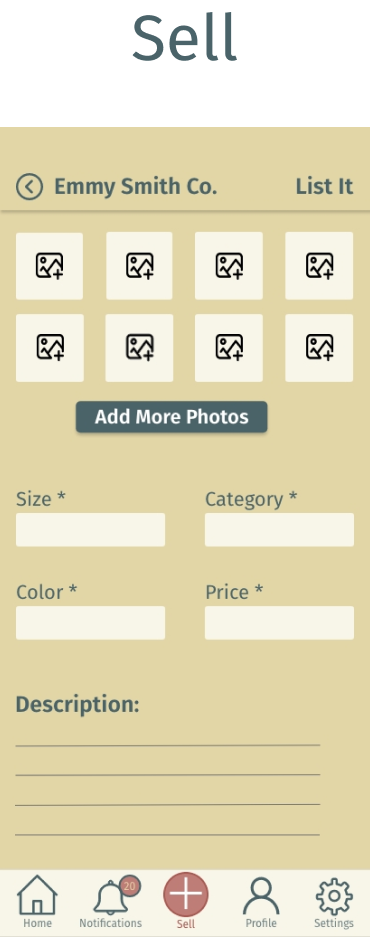 Sell
Emmy Smith Co. List It
Add More Photos
Size * Category *
Color * Price *
Description:
20
Home Notifications Sell Profile Settings